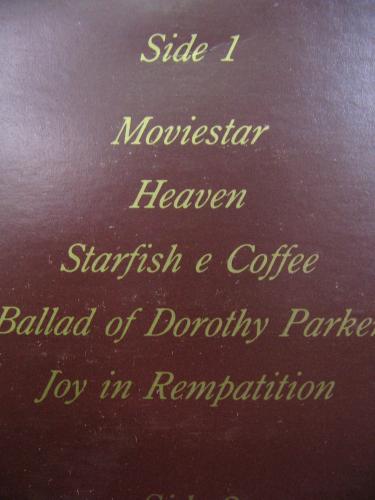 Side 1
Moviestar
Heaven
Starfish e Coffee
Ballad of Dorothy Parker
Joy in Rempatition